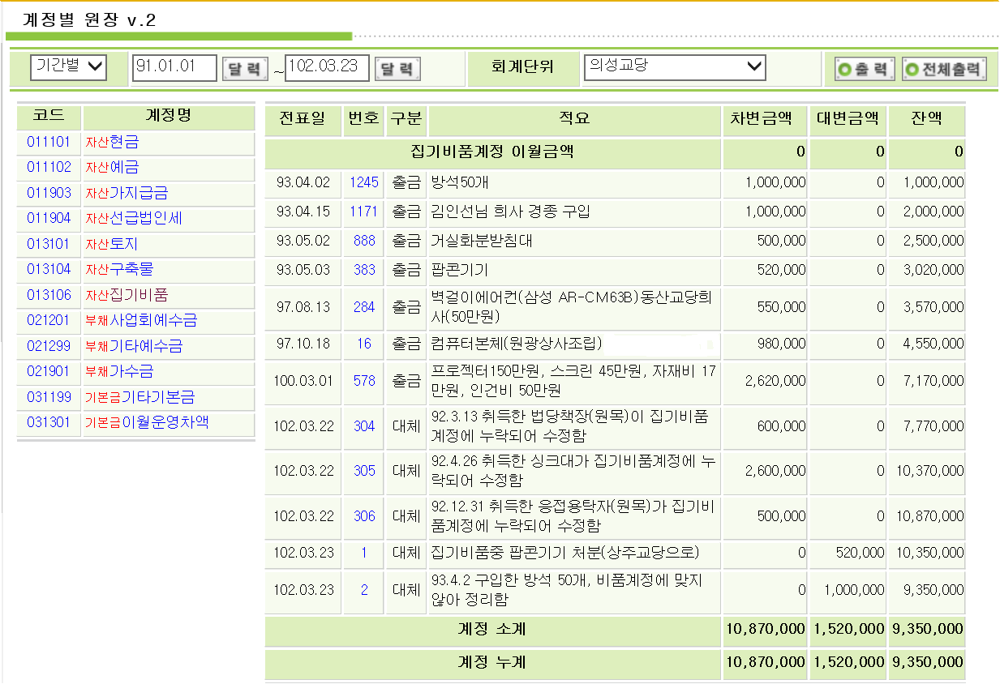 계정별 원장 v.2
기간별 91.01.01 달 력 ~ 102.03.23 달 력 회계단위 의성교당 출 력 전체출력
코드 계정명
011101 자산현금
011102 자산예금
011903 자산가지급금
011904 자산선급법인세
013101 자산토지
013104 자산구축물
013106 자산집기비품
021201 부채사업회예수금
021299 부채기타예수금
021901 부채가수금
031199 기본금기타기본금
031301 기본금이월운영차액
전표일 번호 구분 적요 차변금액 대변금액 잔액
집기비품계정 이월금액 0 0 0
93.04.02 1245 출금 방석50개 1,000,000 0 1,000,000
93.04.15 1171 출금 김인선님 희사 경종 구입 1,000,000 0 2,000,000
93.05.02 888 출금 거실화분받침대 500,000 0 2,500,000
93.05.03 383 출금 팝콘기기 520,000 0 3,020,000
97.08.13 284 출금 벽걸이에어컨(삼성 AR-CM63B)동산교당희
사(50만원) 550,000 0 3,570,000
97.10.18 16 출금 컴퓨터본체(원광상사조립) 980,000 0 4,550,000
100.03.01 578 출금 프로젝터150만원, 스크린 45만원, 자재비 17
만원, 인건비 50만원 2,620,000 0 7,170,000
102.03.22 304 대체 92.3.13 취득한 법당책장(원목)이 집기비품
계정에 누락되어 수정함 600,000 0 7,770,000
102.03.22 305 대체 92.4.26 취득한 싱크대가 집기비품계정에 누
락되어 수정함 2,600,000 0 10,370,000
102.03.22 306 대체 92.12.31 취득한 응접용탁자(원목)가 집기비
품계정에 누락되어 수정함 500,000 0 10,870,000
102.03.23 1 대체 집기비품중 팝콘기기 처분(상주교당으로) 0 520,000 10,350,000
102.03.23 2 대체 93.4.2 구입한 방석 50개, 비품계정에 맞지
않아 정리함 0 1,000,000 9,350,000
계정 소계 10,870,000 1,520,000 9,350,000
계정 누계 10,870,000 1,520,000 9,350,000